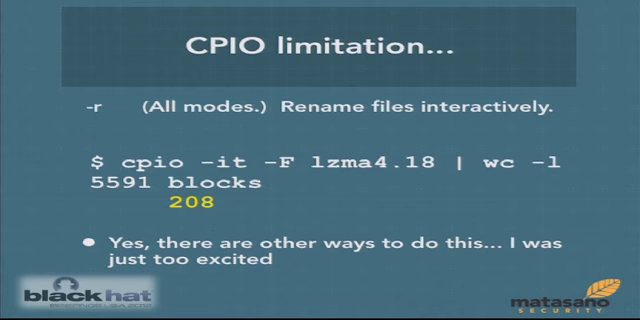 CPIO limitation...
-r (All modes.) Rename files interactively.
$ cpio -it -F lzma4.18 | wc -l
5591 blocks
208
Yes, there are other ways to do this... I was
just too excited
blackhat
matasano
SECURITY